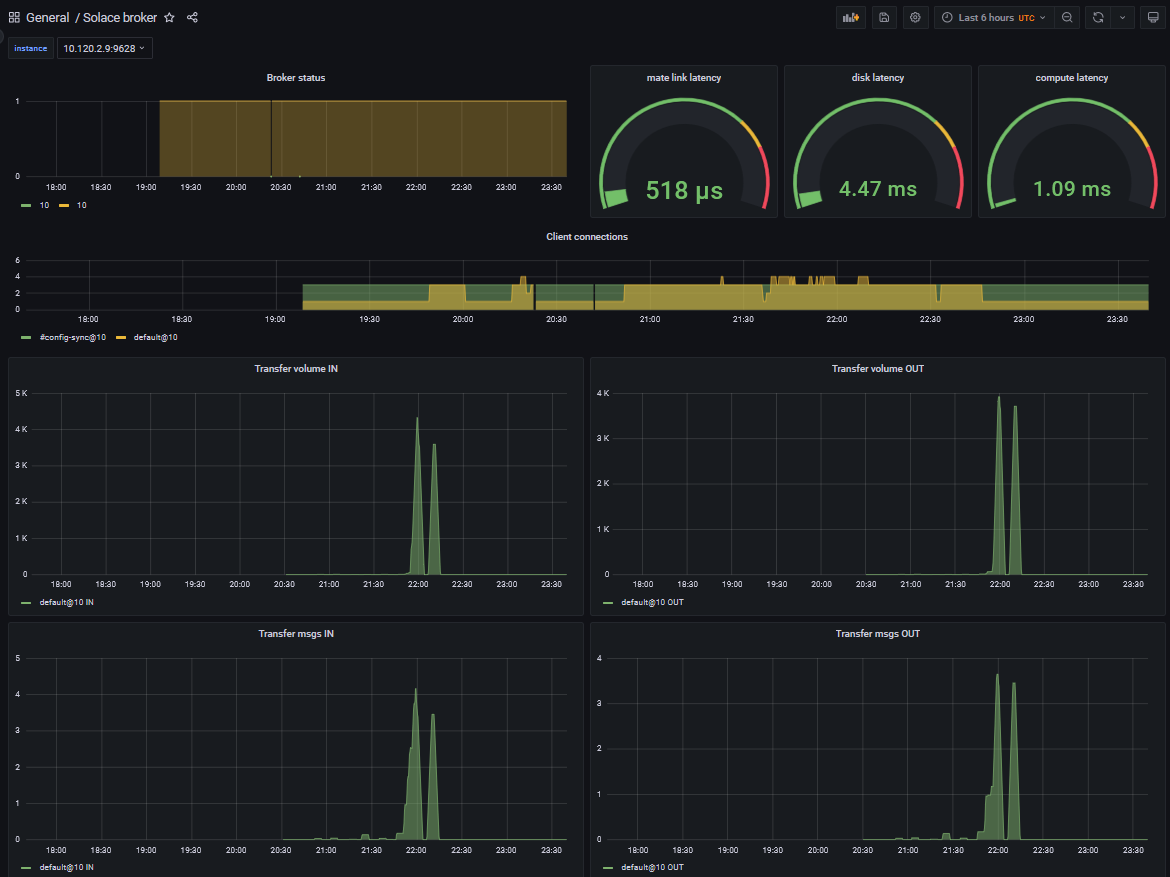 General / Solace broker
Last 6 hours UTC
instance 10.120.2.9:9628
Broker status
1
0
18:00 18:30 19:00 19:30 20:00 20:30 21:00 21:30 22:00 22:30 23:00 23:30
10 10
mate link latency
518 µs
disk latency
4.47 ms
compute latency
1.09 ms
Client connections
6
4
2
0
18:00 18:30 19:00 19:30 20:00 20:30 21:00 21:30 22:00 22:30 23:00 23:30
#config-sync@10 default@10
Transfer volume IN
5 K
4 K
3 K
2 K
1 K
0
18:00 18:30 19:00 19:30 20:00 20:30 21:00 21:30 22:00 22:30 23:00 23:30
default@10 IN
Transfer volume OUT
4 K
3 K
2 K
1 K
0
18:00 18:30 19:00 19:30 20:00 20:30 21:00 21:30 22:00 22:30 23:00 23:30
default@10 OUT
Transfer msgs IN
5
4
3
2
1
0
18:00 18:30 19:00 19:30 20:00 20:30 21:00 21:30 22:00 22:30 23:00 23:30
default@10 IN
Transfer msgs OUT
4
3
2
1
0
18:00 18:30 19:00 19:30 20:00 20:30 21:00 21:30 22:00 22:30 23:00 23:30
default@10 OUT